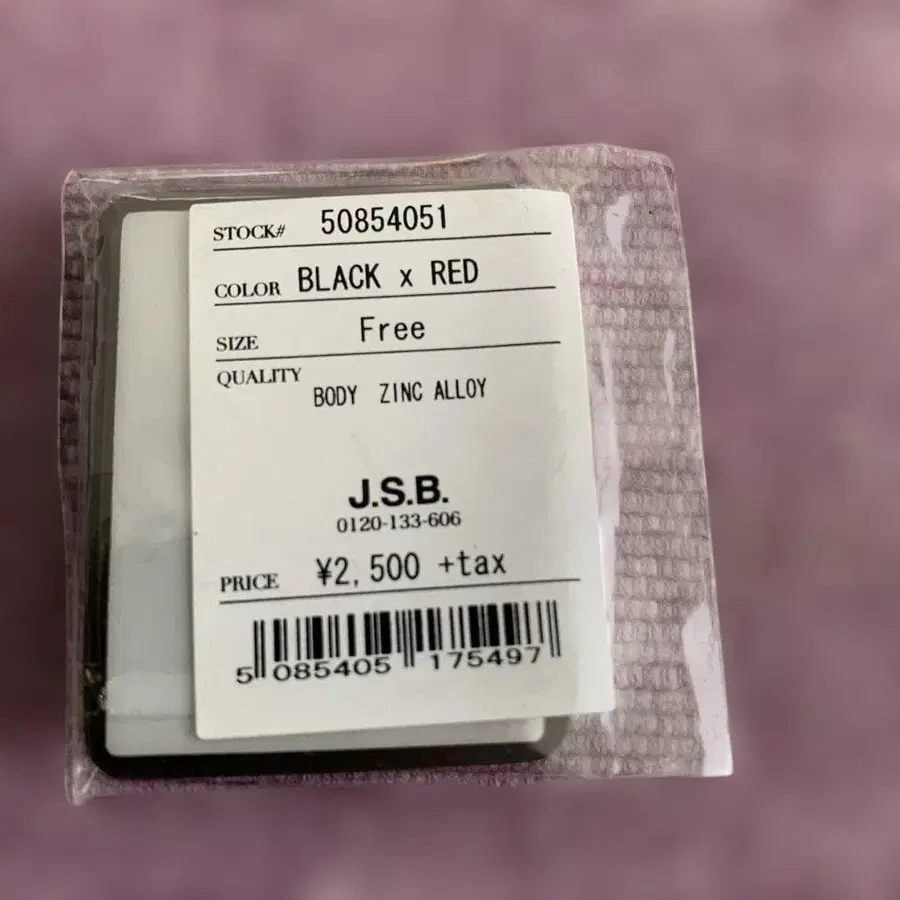 STOCK# 50854051
COLOR BLACK x RED
SIZE Free
QUALITY
BODY ZINC ALLOY
J.S.B.
0120-133-606
PRICE ¥2,500 +tax
5 085405 175497